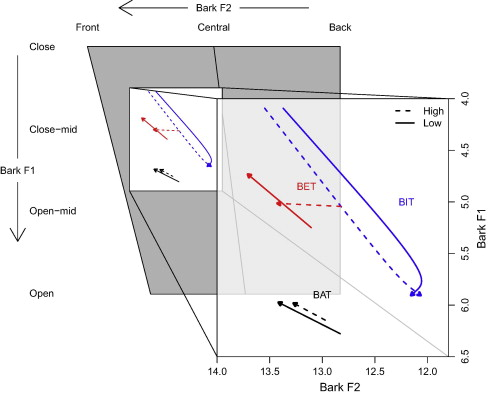 Bark F2
Front Central Back
Close
Close-mid
Bark F1
Open-mid
Open
High
Low
BET
BIT
BAT
4.0
4.5
5.0
5.5
6.0
6.5
Bark F1
14.0 13.5 13.0 12.5 12.0
Bark F2